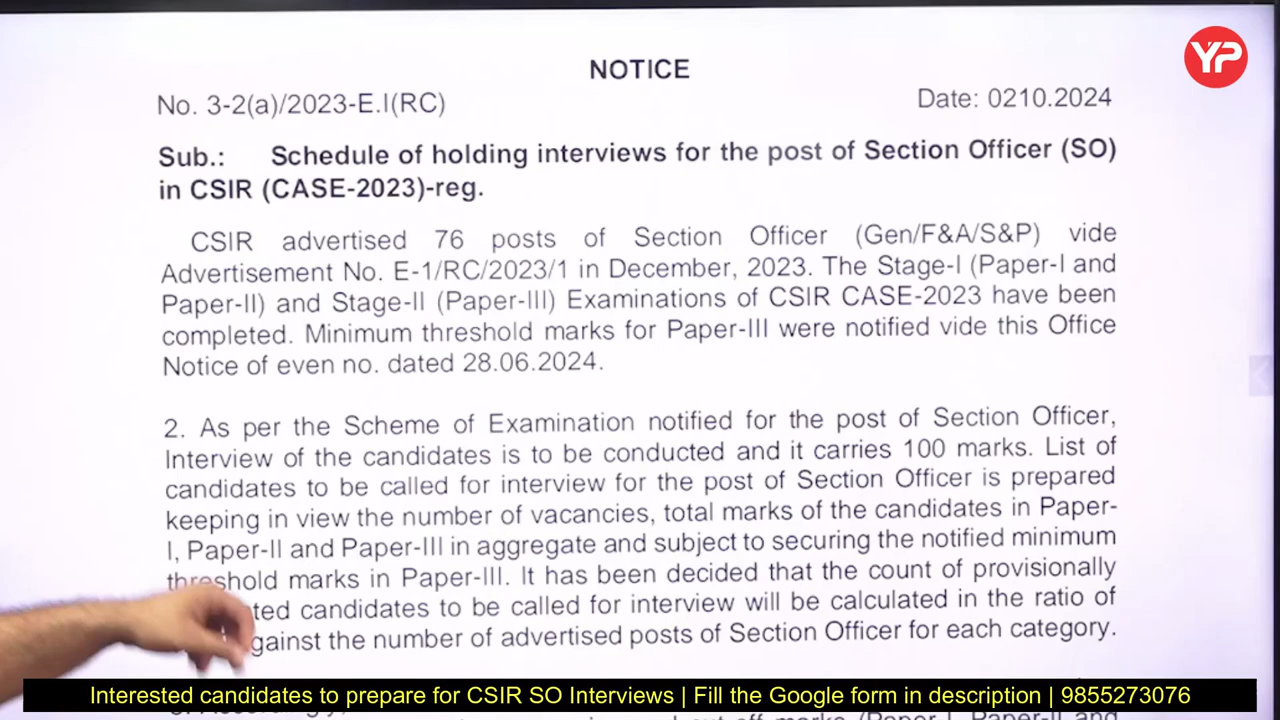 YP
NOTICE
No. 3-2(a)/2023-E.I(RC)
Date: 0210.2024
Sub.: Schedule of holding interviews for the post of Section Officer (SO)
in CSIR (CASE-2023)-reg.
CSIR advertised 76 posts of Section Officer (Gen/F&A/S&P) vide
Advertisement No. E-1/RC/2023/1 in December, 2023. The Stage-I (Paper-I and
Paper-II) and Stage-II (Paper-III) Examinations of CSIR CASE-2023 have been
completed. Minimum threshold marks for Paper-III were notified vide this Office
Notice of even no. dated 28.06.2024.
2. As per the Scheme of Examination notified for the post of Section Officer,
Interview of the candidates is to be conducted and it carries 100 marks. List of
candidates to be called for interview for the post of Section Officer is prepared
keeping in view the number of vacancies, total marks of the candidates in Paper-
I, Paper-II and Paper-III in aggregate and subject to securing the notified minimum
threshold marks in Paper-III. It has been decided that the count of provisionally
candidates to be called for interview will be calculated in the ratio of
the number of advertised posts of Section Officer for each category.
Interested candidates to prepare for CSIR SO Interviews | Fill the Google form in description | 9855273076